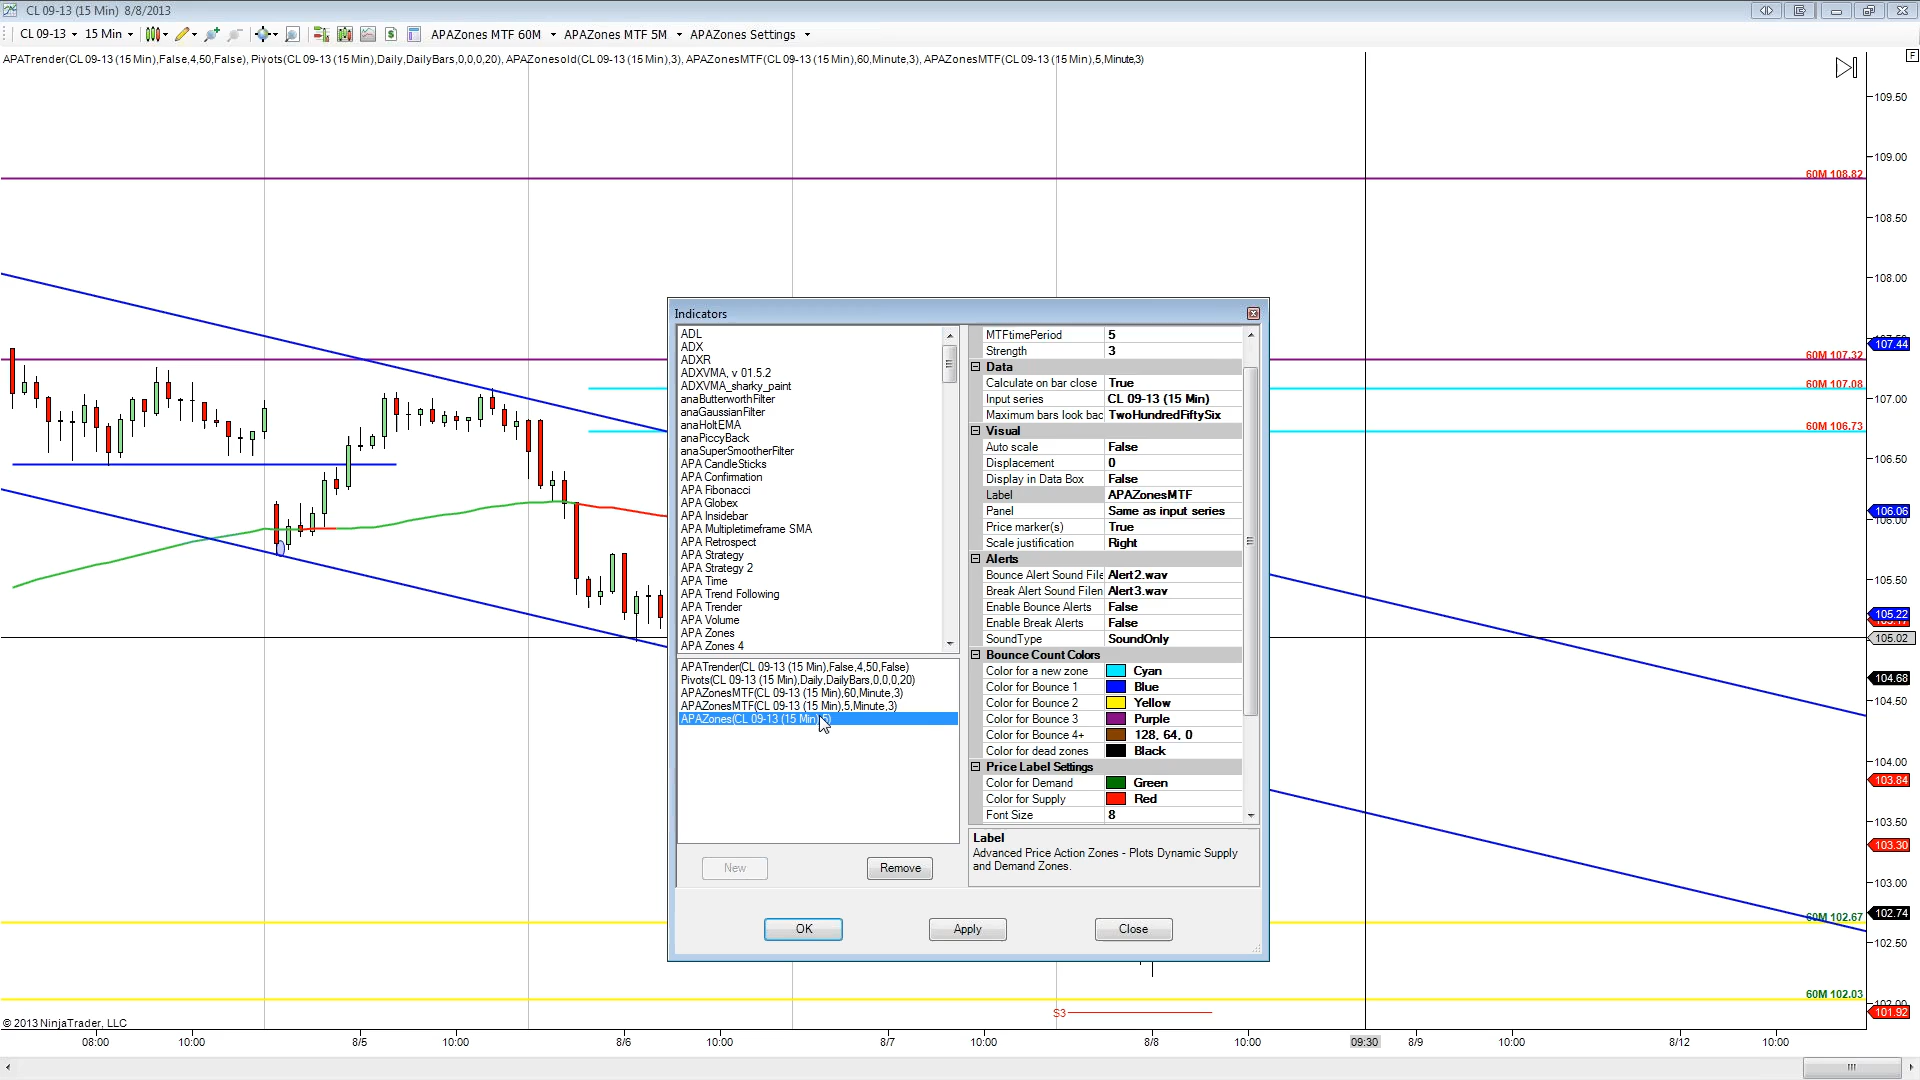 CL 09-13 (15 Min)  8/8/2013
CL 09-13 15 Min APAZones MTF 60M APAZones MTF 5M APAZones Settings
APATrender(CL 09-13 (15 Min),False,4,50,False), Pivots(CL 09-13 (15 Min),Daily,DailyBars,0,0,0,20), APAZonesold(CL 09-13 (15 Min),3), APAZonesMTF(CL 09-13 (15 Min),60,Minute,3), APAZonesMTF(CL 09-13 (15 Min),5,Minute,3)
F
109.50
109.00
60M 108.82
108.50
108.00
107.44
60M 107.32
60M 107.08
107.00
60M 106.73
106.50
106.06
106.00
105.50
105.22
105.02
104.68
104.50
104.00
103.84
103.50
103.30
103.00
60M 102.67
102.74
102.50
60M 102.03
102.00
101.92
S3
Indicators
ADL
ADX
ADXR
ADXVMA, v 01.5.2
ADXVMA_sharky_paint
anaButterworthFilter
anaGaussianFilter
anaHoltEMA
anaPiccyBack
anaSuperSmootherFilter
APA CandleSticks
APA Confirmation
APA Fibonacci
APA Globex
APA Insidebar
APA Multipletimeframe SMA
APA Retrospect
APA Strategy
APA Strategy 2
APA Time
APA Trend Following
APA Trender
APA Volume
APA Zones
APA Zones 4
APATrender(CL 09-13 (15 Min),False,4,50,False)
Pivots(CL 09-13 (15 Min),Daily,DailyBars,0,0,0,20)
APAZonesMTF(CL 09-13 (15 Min),60,Minute,3)
APAZonesMTF(CL 09-13 (15 Min),5,Minute,3)
APAZones(CL 09-13 (15 Min)
New
Remove
MTFtimePeriod 5
Strength 3
Data
Calculate on bar close True
Input series CL 09-13 (15 Min)
Maximum bars look bac TwoHundredFiftySix
Visual
Auto scale False
Displacement 0
Display in Data Box False
Label APAZonesMTF
Panel Same as input series
Price marker(s) True
Scale justification Right
Alerts
Bounce Alert Sound File Alert2.wav
Break Alert Sound Filen Alert3.wav
Enable Bounce Alerts False
Enable Break Alerts False
SoundType SoundOnly
Bounce Count Colors
Color for a new zone Cyan
Color for Bounce 1 Blue
Color for Bounce 2 Yellow
Color for Bounce 3 Purple
Color for Bounce 4+ 128, 64, 0
Color for dead zones Black
Price Label Settings
Color for Demand Green
Color for Supply Red
Font Size 8
Label
Advanced Price Action Zones - Plots Dynamic Supply
and Demand Zones.
OK
Apply
Close
© 2013 NinjaTrader, LLC
08:00 10:00 8/5 10:00 8/6 10:00 8/7 10:00 8/8 10:00 09:30 8/9 10:00 8/12 10:00